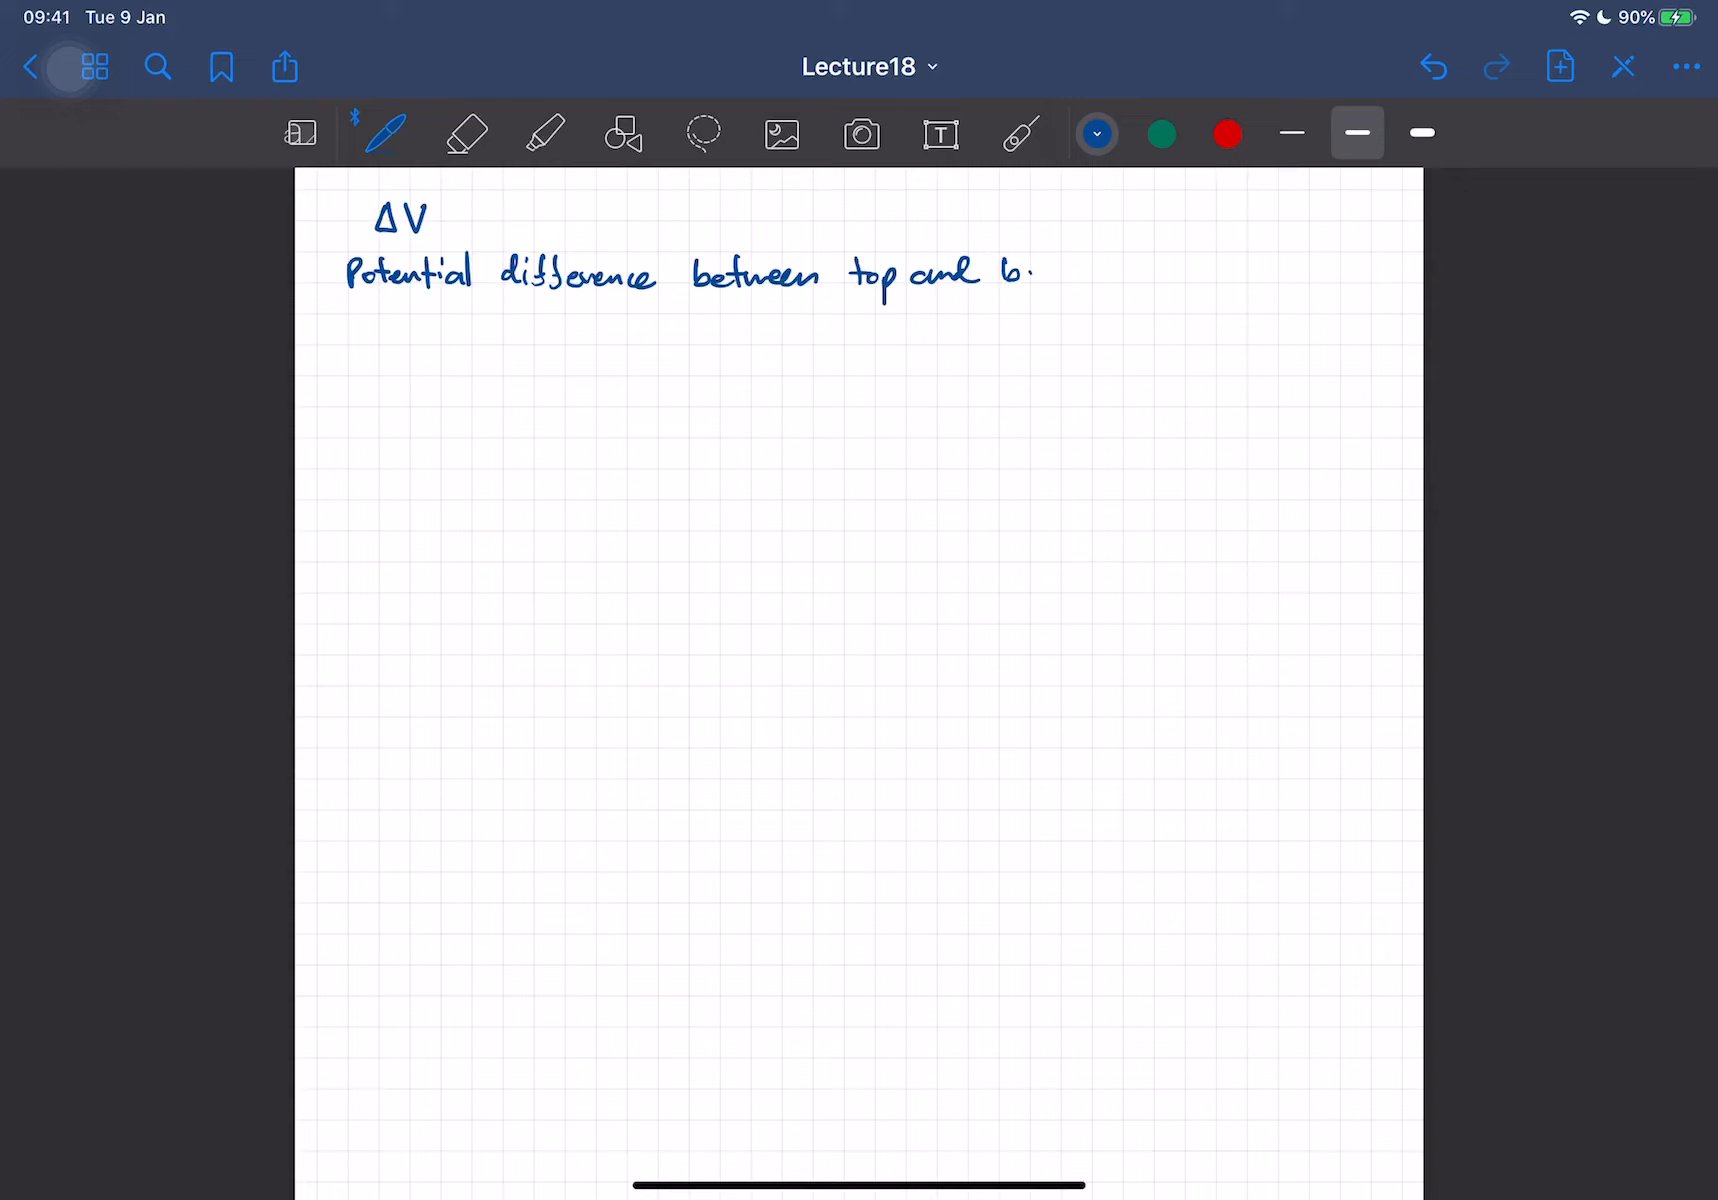 09:41 Tue 9 Jan 90%
Lecture18
T
ΔV
Potential difference between top and b.